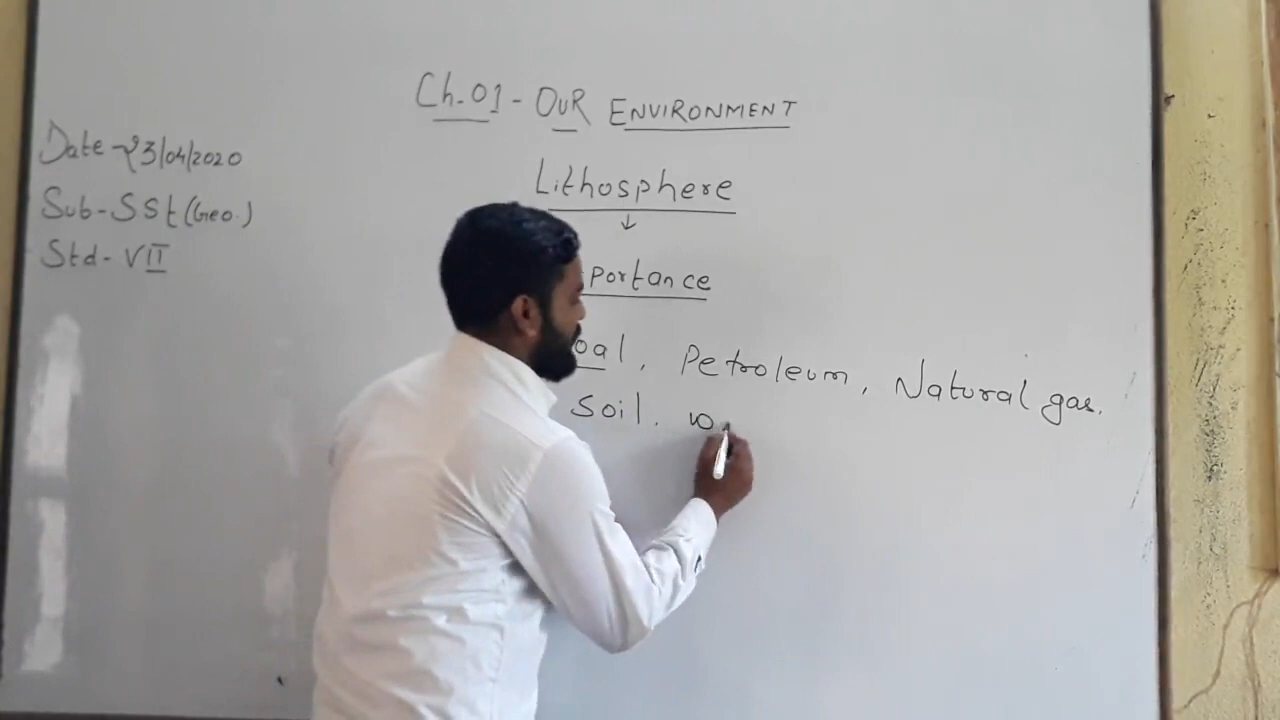 Ch.01 - OUR ENVIRONMENT
Date - 23/04/2020
Sub - SSt (Geo.)
Std - VII
Lithosphere
↓
portance
oal, Petroleum, Natural gas.
Soil, wo